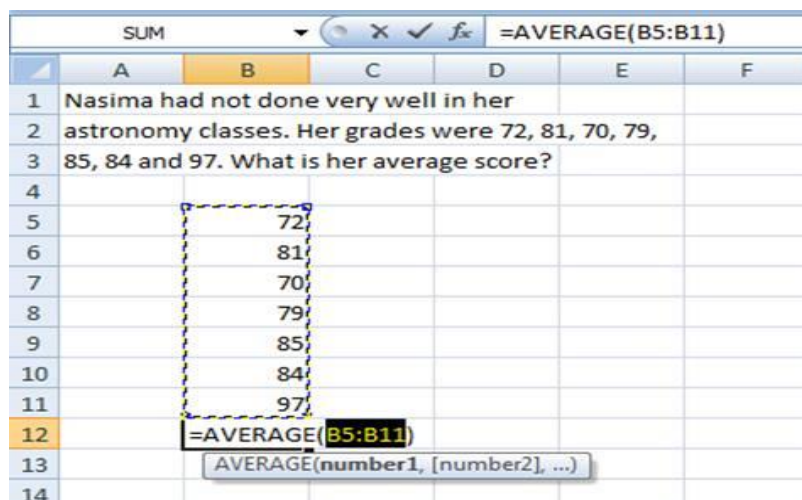 SUM =AVERAGE(B5:B11)
A B C D E F
1 Nasima had not done very well in her
2 astronomy classes. Her grades were 72, 81, 70, 79,
3 85, 84 and 97. What is her average score?
4
5 72
6 81
7 70
8 79
9 85
10 84
11 97
12 =AVERAGE(B5:B11)
13 AVERAGE(number1, [number2], ...)
14